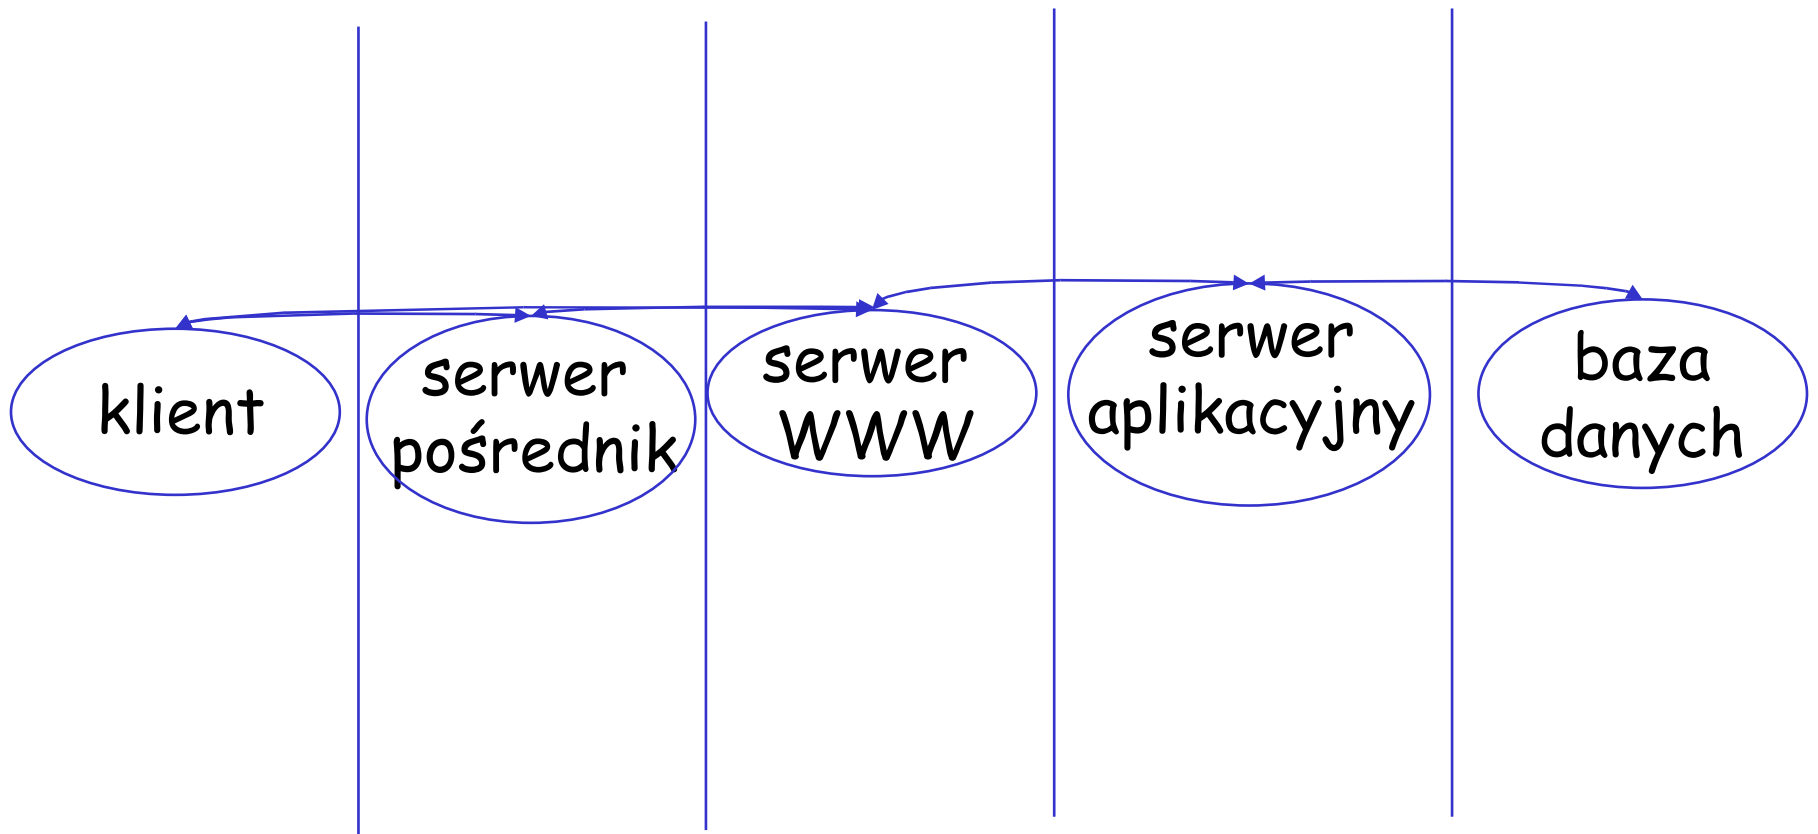 klient
serwer
pośrednik
serwer
WWW
serwer
aplikacyjny
baza
danych